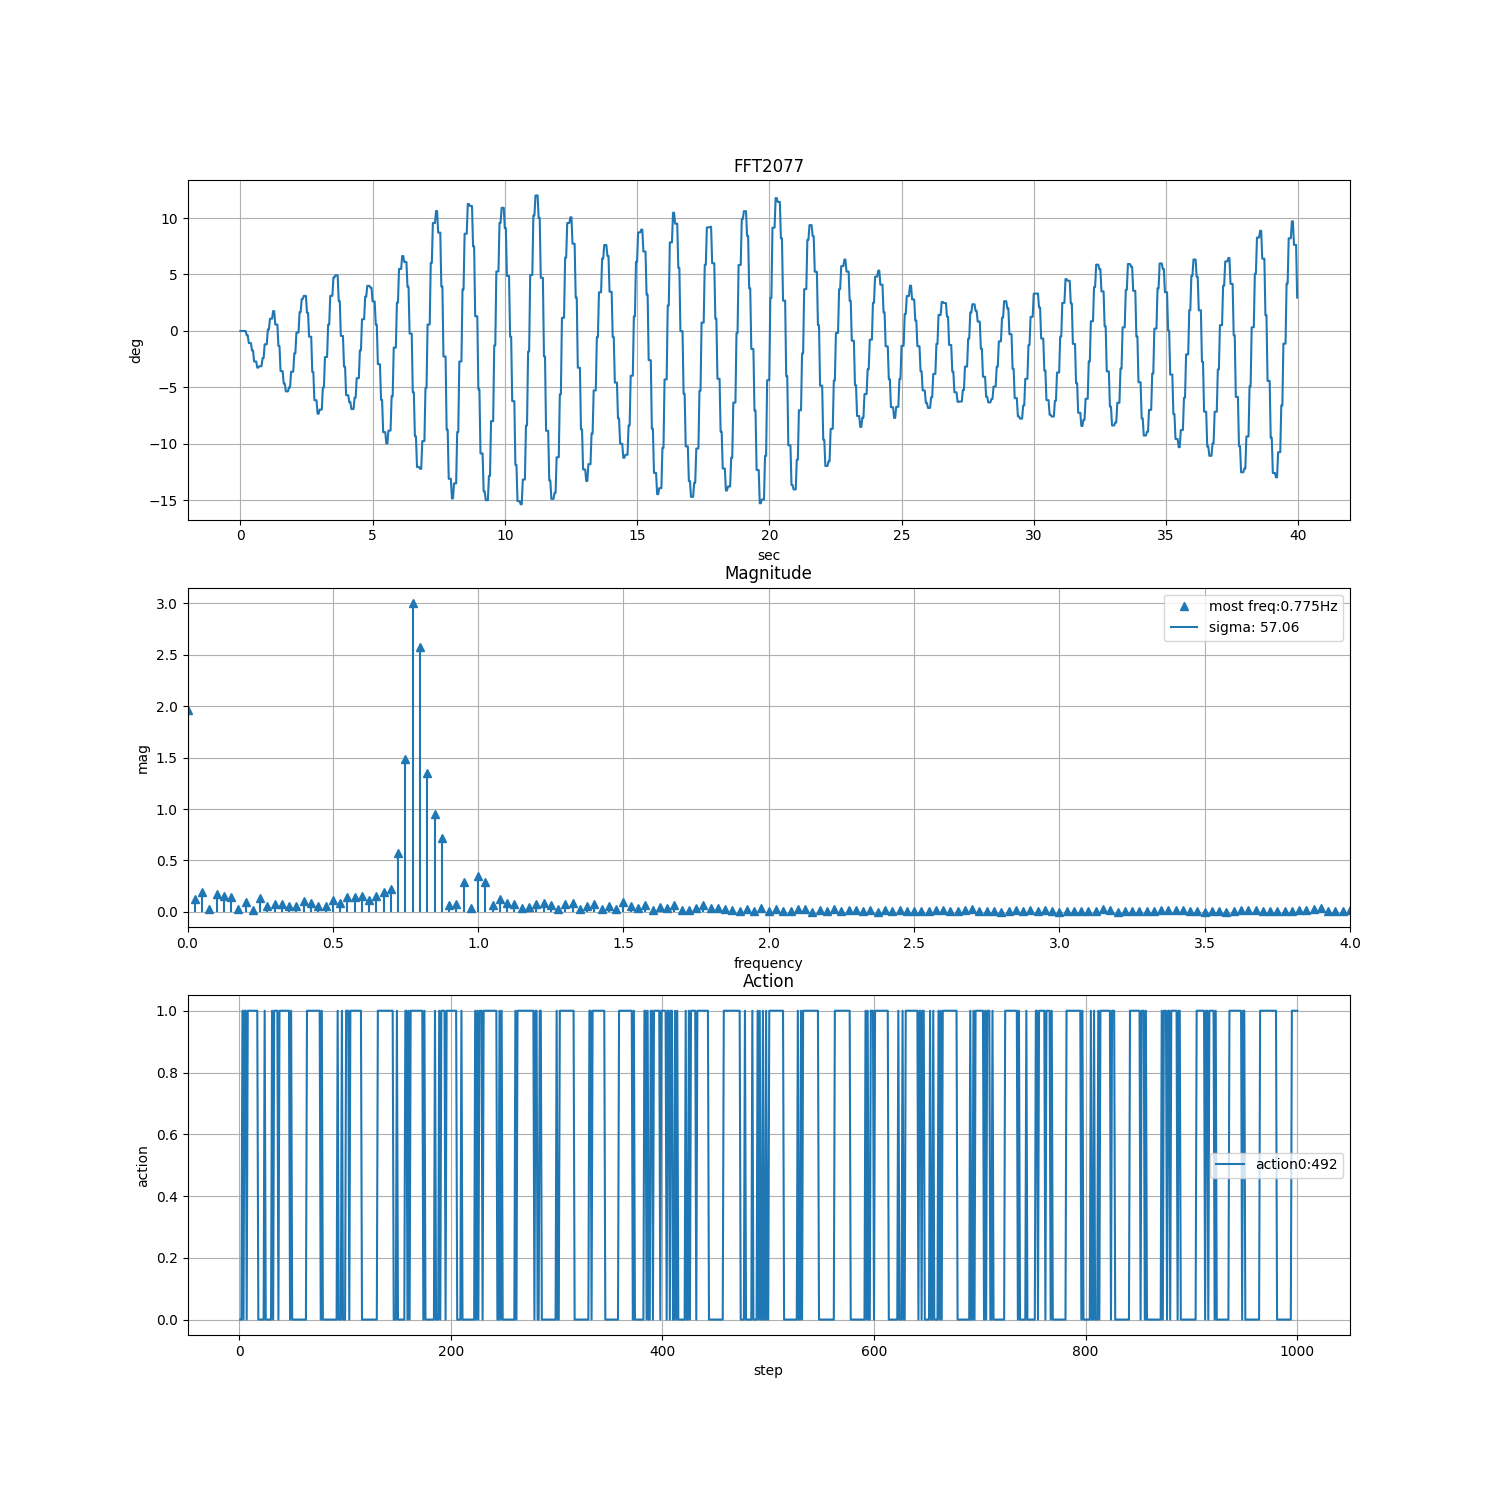 FFT2077
10
5
0
−5
−10
−15
deg
0 5 10 15 20 25 30 35 40
sec
Magnitude
3.0
2.5
2.0
1.5
1.0
0.5
0.0
mag
most freq:0.775Hz
sigma: 57.06
0.0 0.5 1.0 1.5 2.0 2.5 3.0 3.5 4.0
frequency
Action
1.0
0.8
0.6
0.4
0.2
0.0
action
action0:492
0 200 400 600 800 1000
step